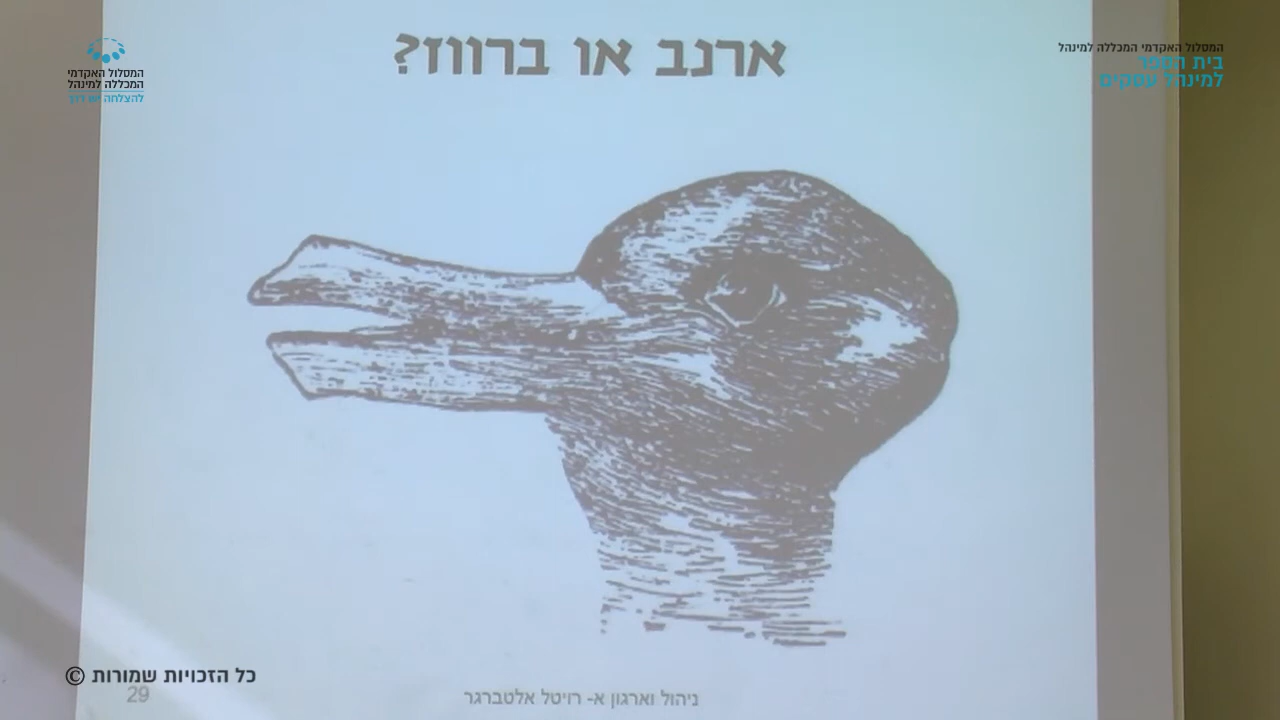 ארנב או ברווז?
המסלול האקדמי המכללה למינהל
בית הספר
למינהל עסקים
המסלול האקדמי
המכללה למינהל
להצלחה יש דרך
כל הזכויות שמורות ©
29
ניהול וארגון א- רויטל אלטברגר